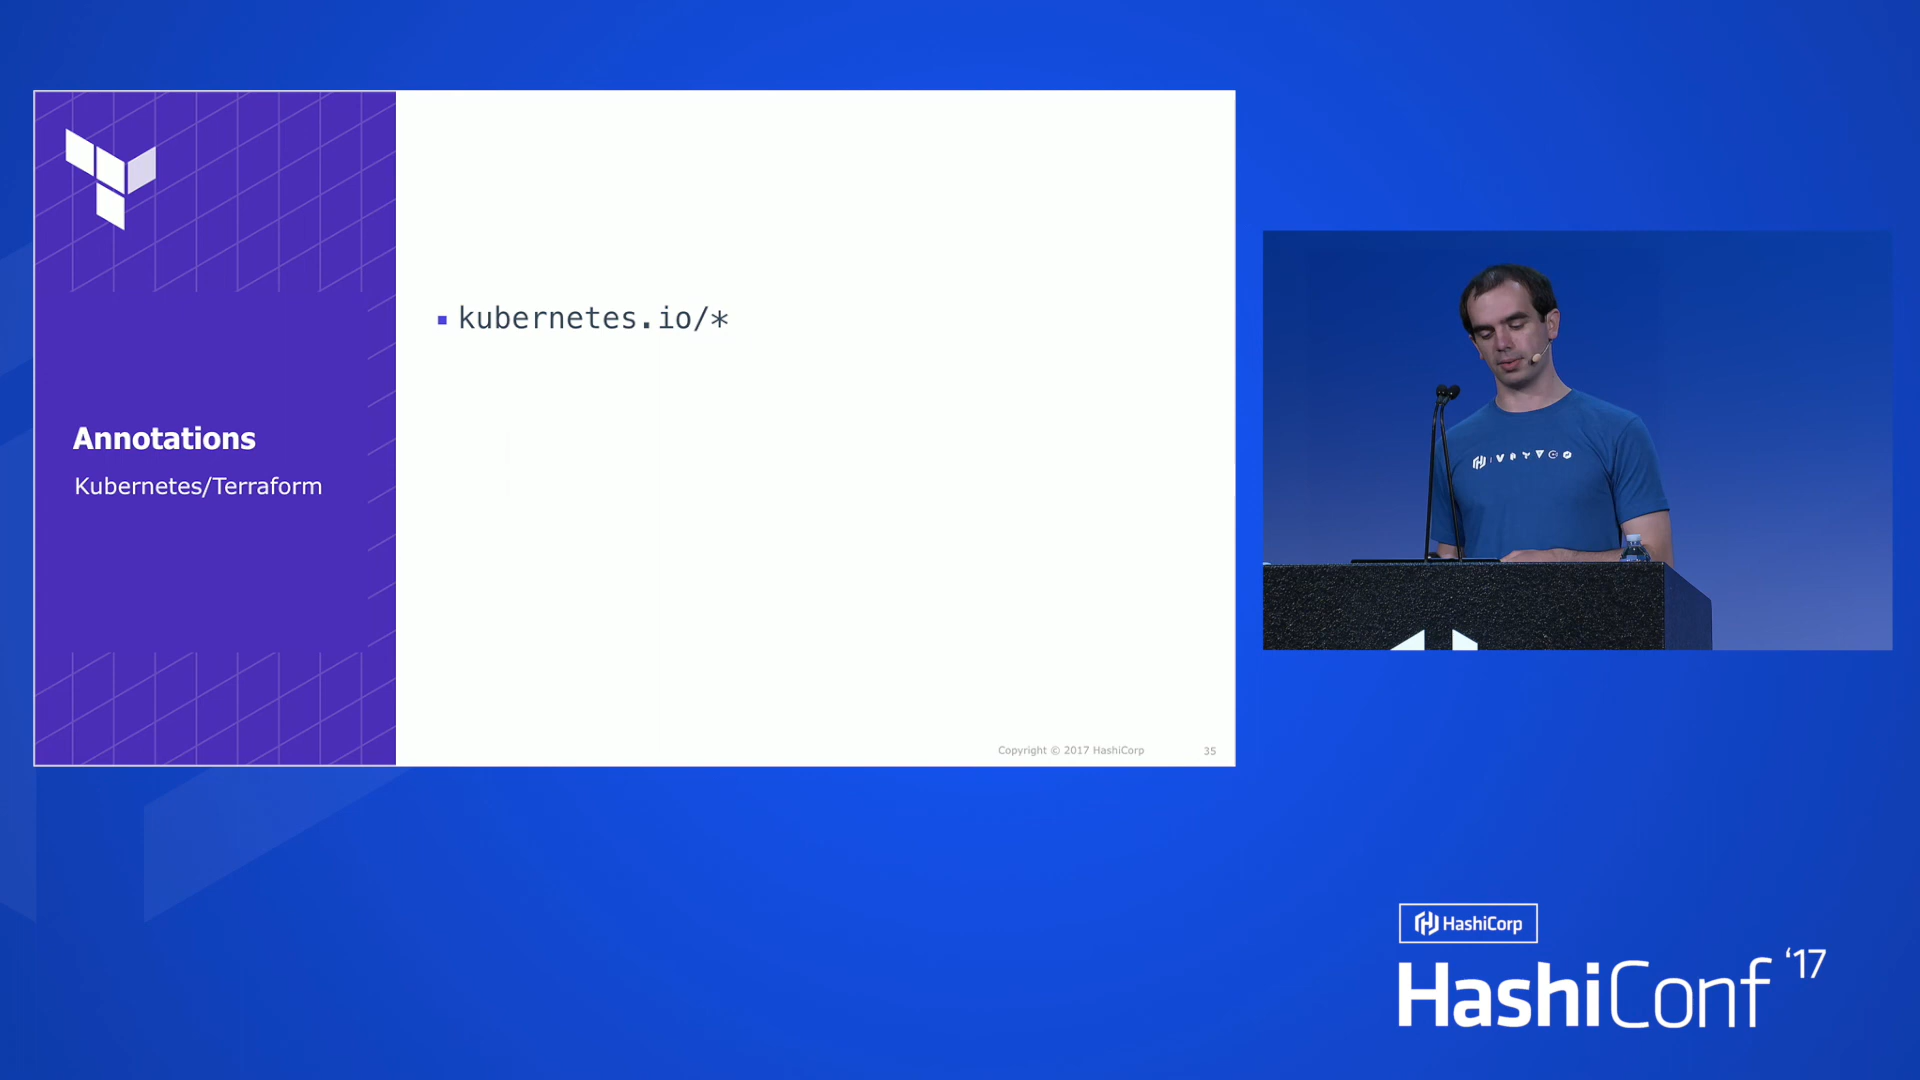 Annotations
Kubernetes/Terraform
▪ kubernetes.io/*
Copyright © 2017 HashiCorp
35
HashiCorp
HashiConf '17